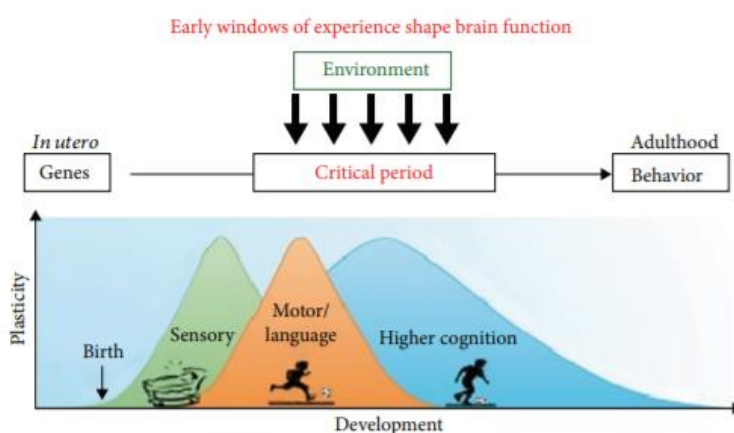 Early windows of experience shape brain function
Environment
In utero
Adulthood
Genes
Critical period
Behavior
Plasticity
Birth
Sensory
Motor/
language
Higher cognition
Development